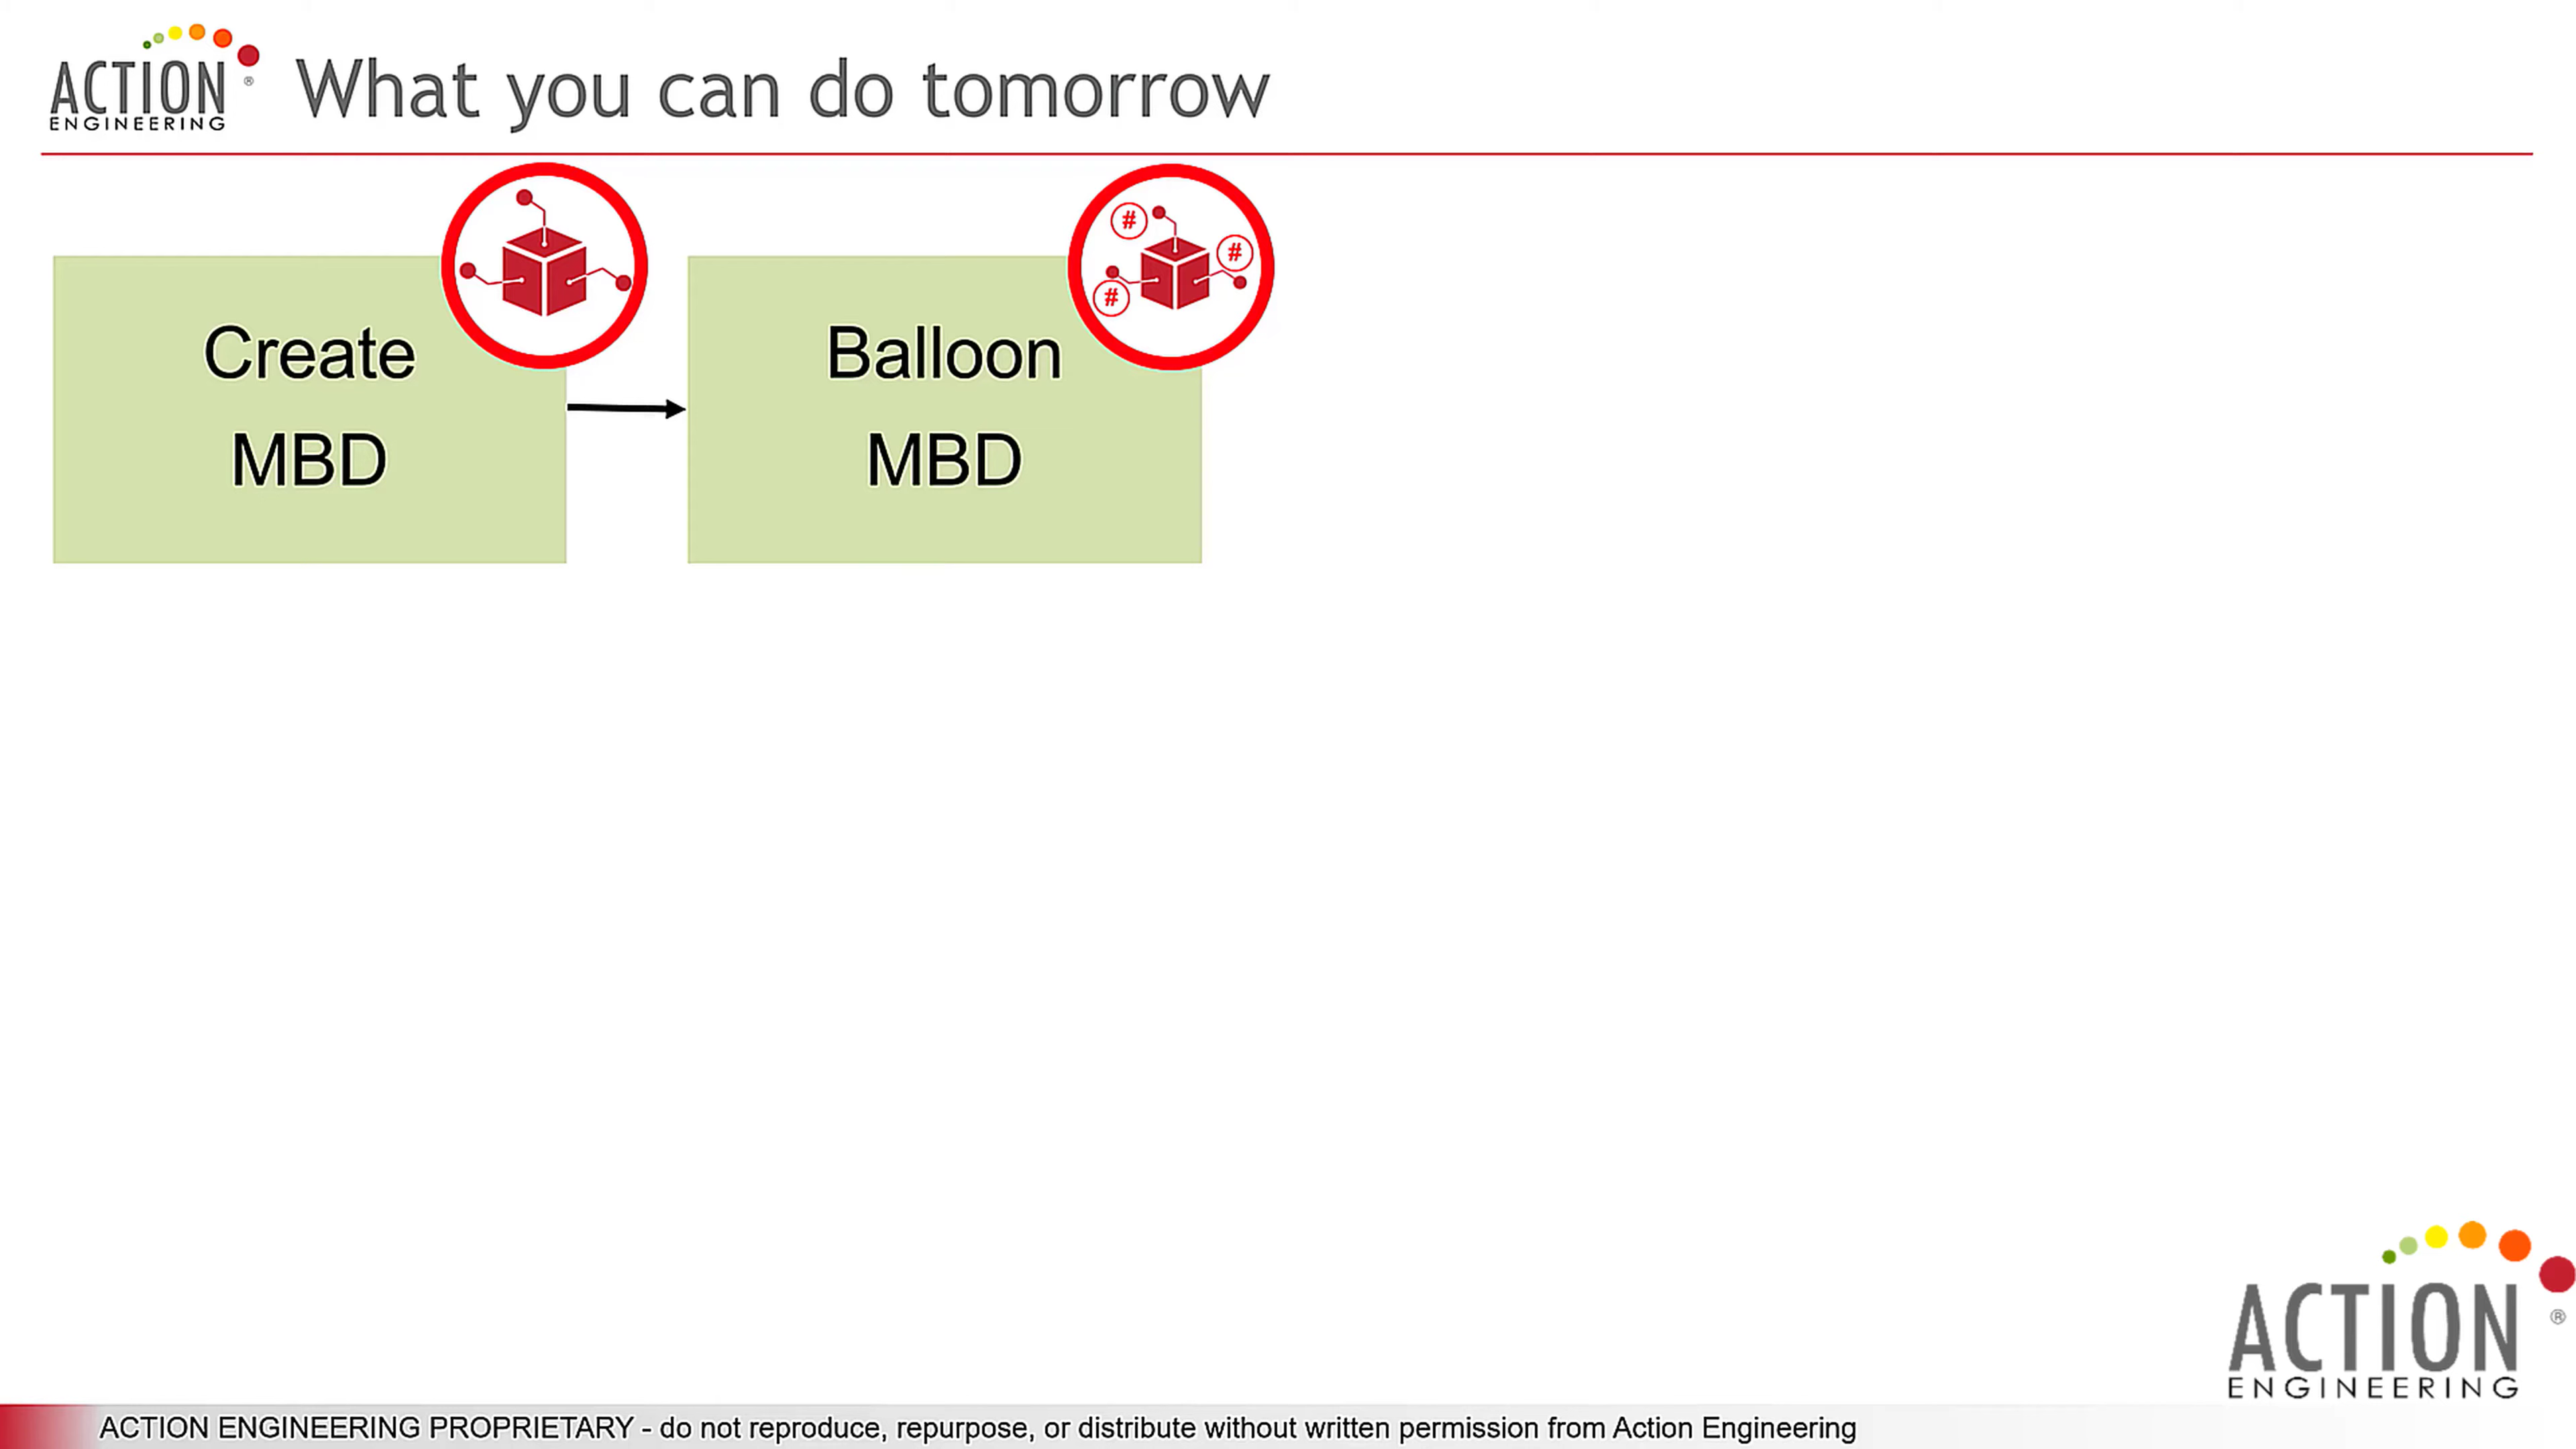 ACTION
ENGINEERING
®
What you can do tomorrow
Create
MBD
#
#
#
Balloon
MBD
ACTION
ENGINEERING
®
ACTION ENGINEERING PROPRIETARY - do not reproduce, repurpose, or distribute without written permission from Action Engineering